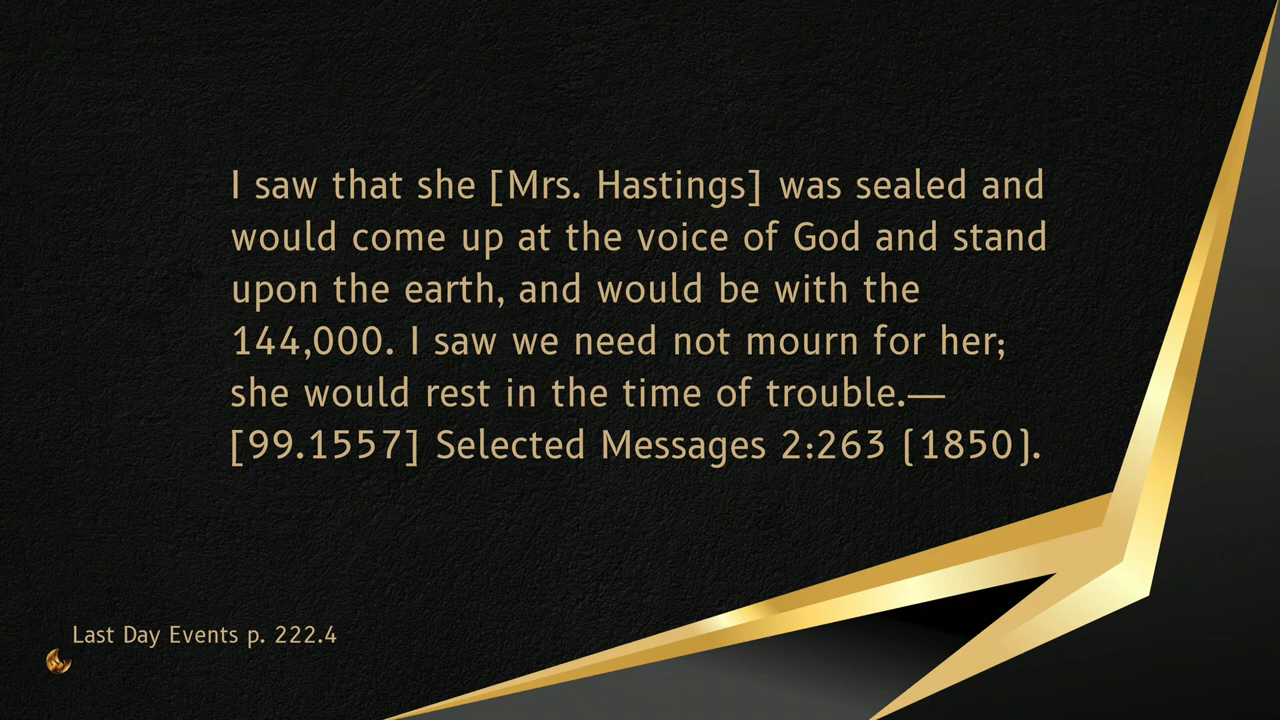 I saw that she [Mrs. Hastings] was sealed and
would come up at the voice of God and stand
upon the earth, and would be with the
144,000. I saw we need not mourn for her;
she would rest in the time of trouble.—
[99.1557] Selected Messages 2:263 (1850).
Last Day Events p. 222.4